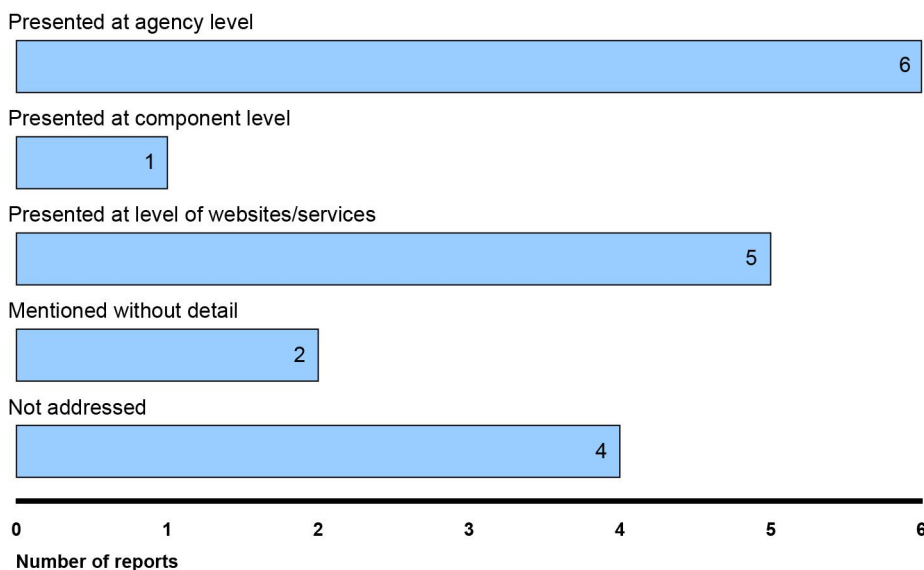 Presented at agency level
6
Presented at component level
1
Presented at level of websites/services
5
Mentioned without detail
2
Not addressed
4
0 1 2 3 4 5 6
Number of reports